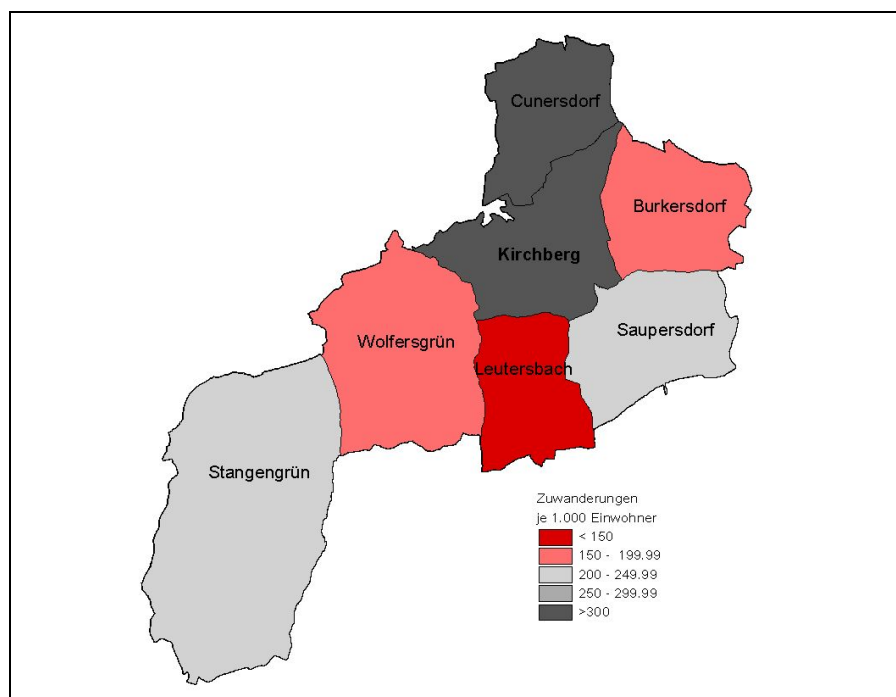 Cunersdorf
Burkersdorf
Kirchberg
Saupersdorf
Wolfersgrün
Leutersbach
Stangengrün
Zuwanderungen
je 1.000 Einwohner
< 150
150 - 199.99
200 - 249.99
250 - 299.99
>300